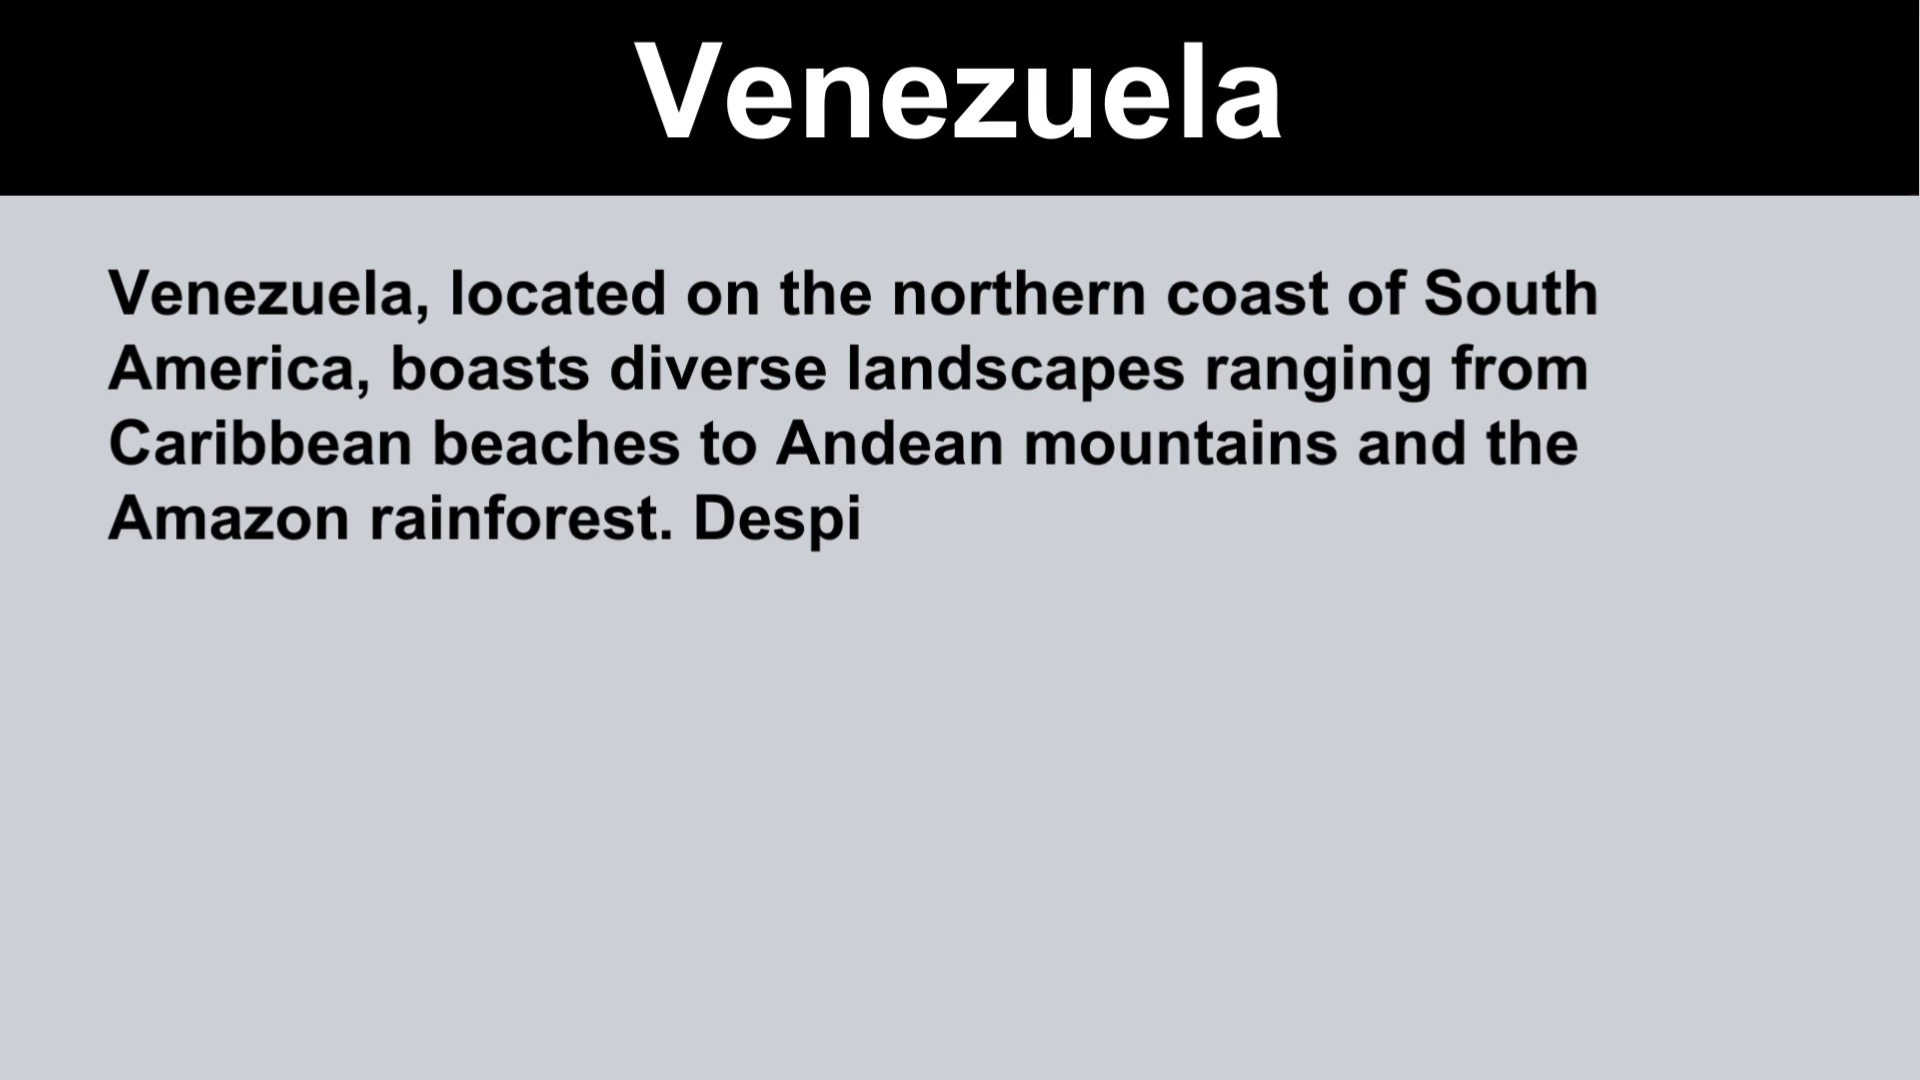 Venezuela
Venezuela, located on the northern coast of South
America, boasts diverse landscapes ranging from
Caribbean beaches to Andean mountains and the
Amazon rainforest. Despi